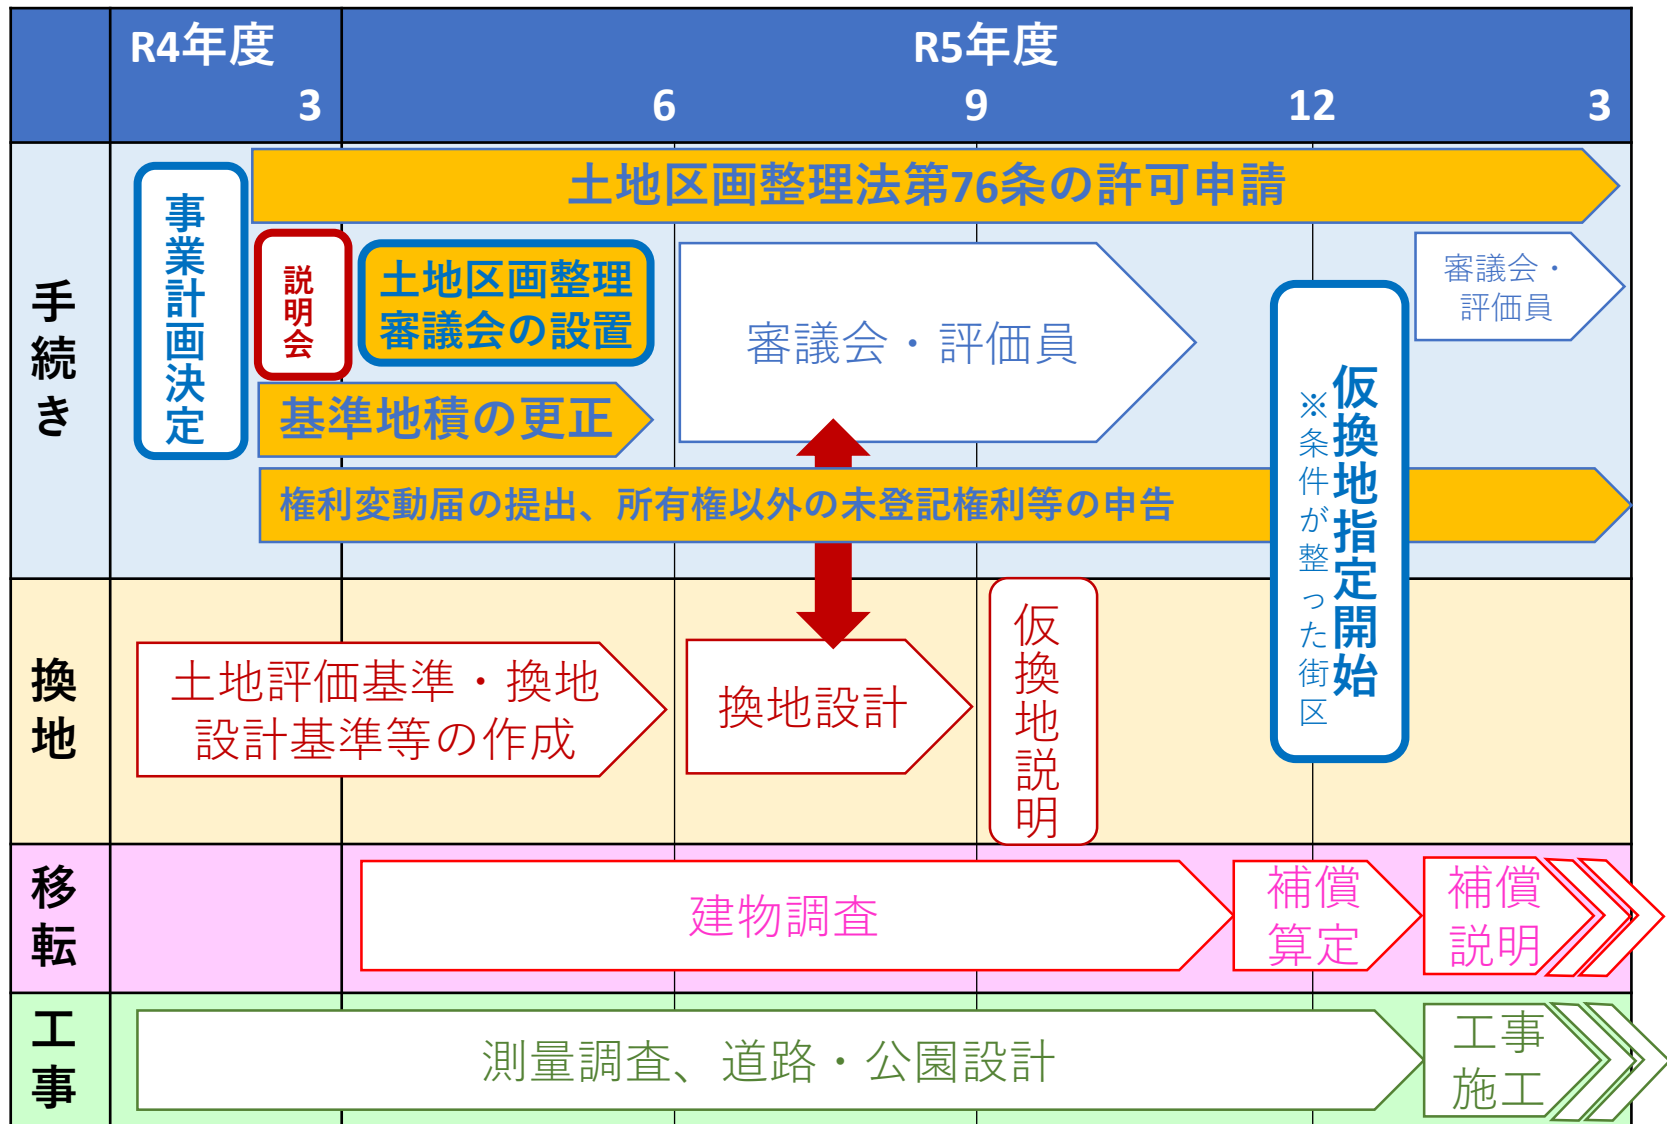 R4年度
R5年度
3
6
9
12
3
手続き
事業計画決定
土地区画整理法第76条の許可申請
説明会
土地区画整理
審議会の設置
審議会・評価員
審議会・
評価員
基準地積の更正
権利変動届の提出、所有権以外の未登記権利等の申告
仮換地指定開始
※条件が整った街区
換地
土地評価基準・換地
設計基準等の作成
換地設計
仮換地説明
移転
建物調査
補償
算定
補償
説明
工事
測量調査、道路・公園設計
工事
施工